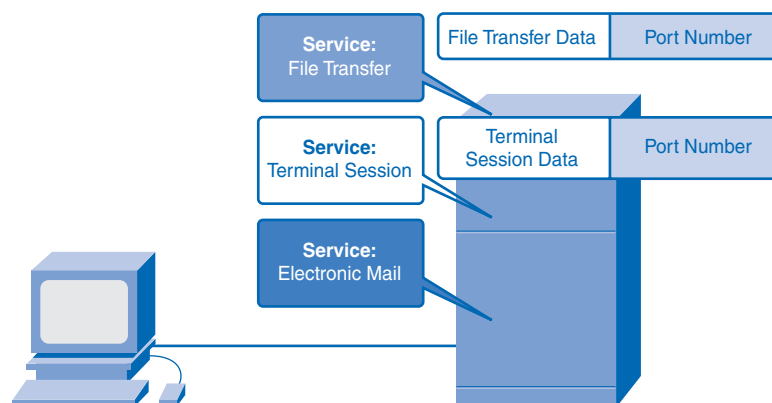 Service:
File Transfer
File Transfer Data
Port Number
Service:
Terminal Session
Terminal
Session Data
Port Number
Service:
Electronic Mail